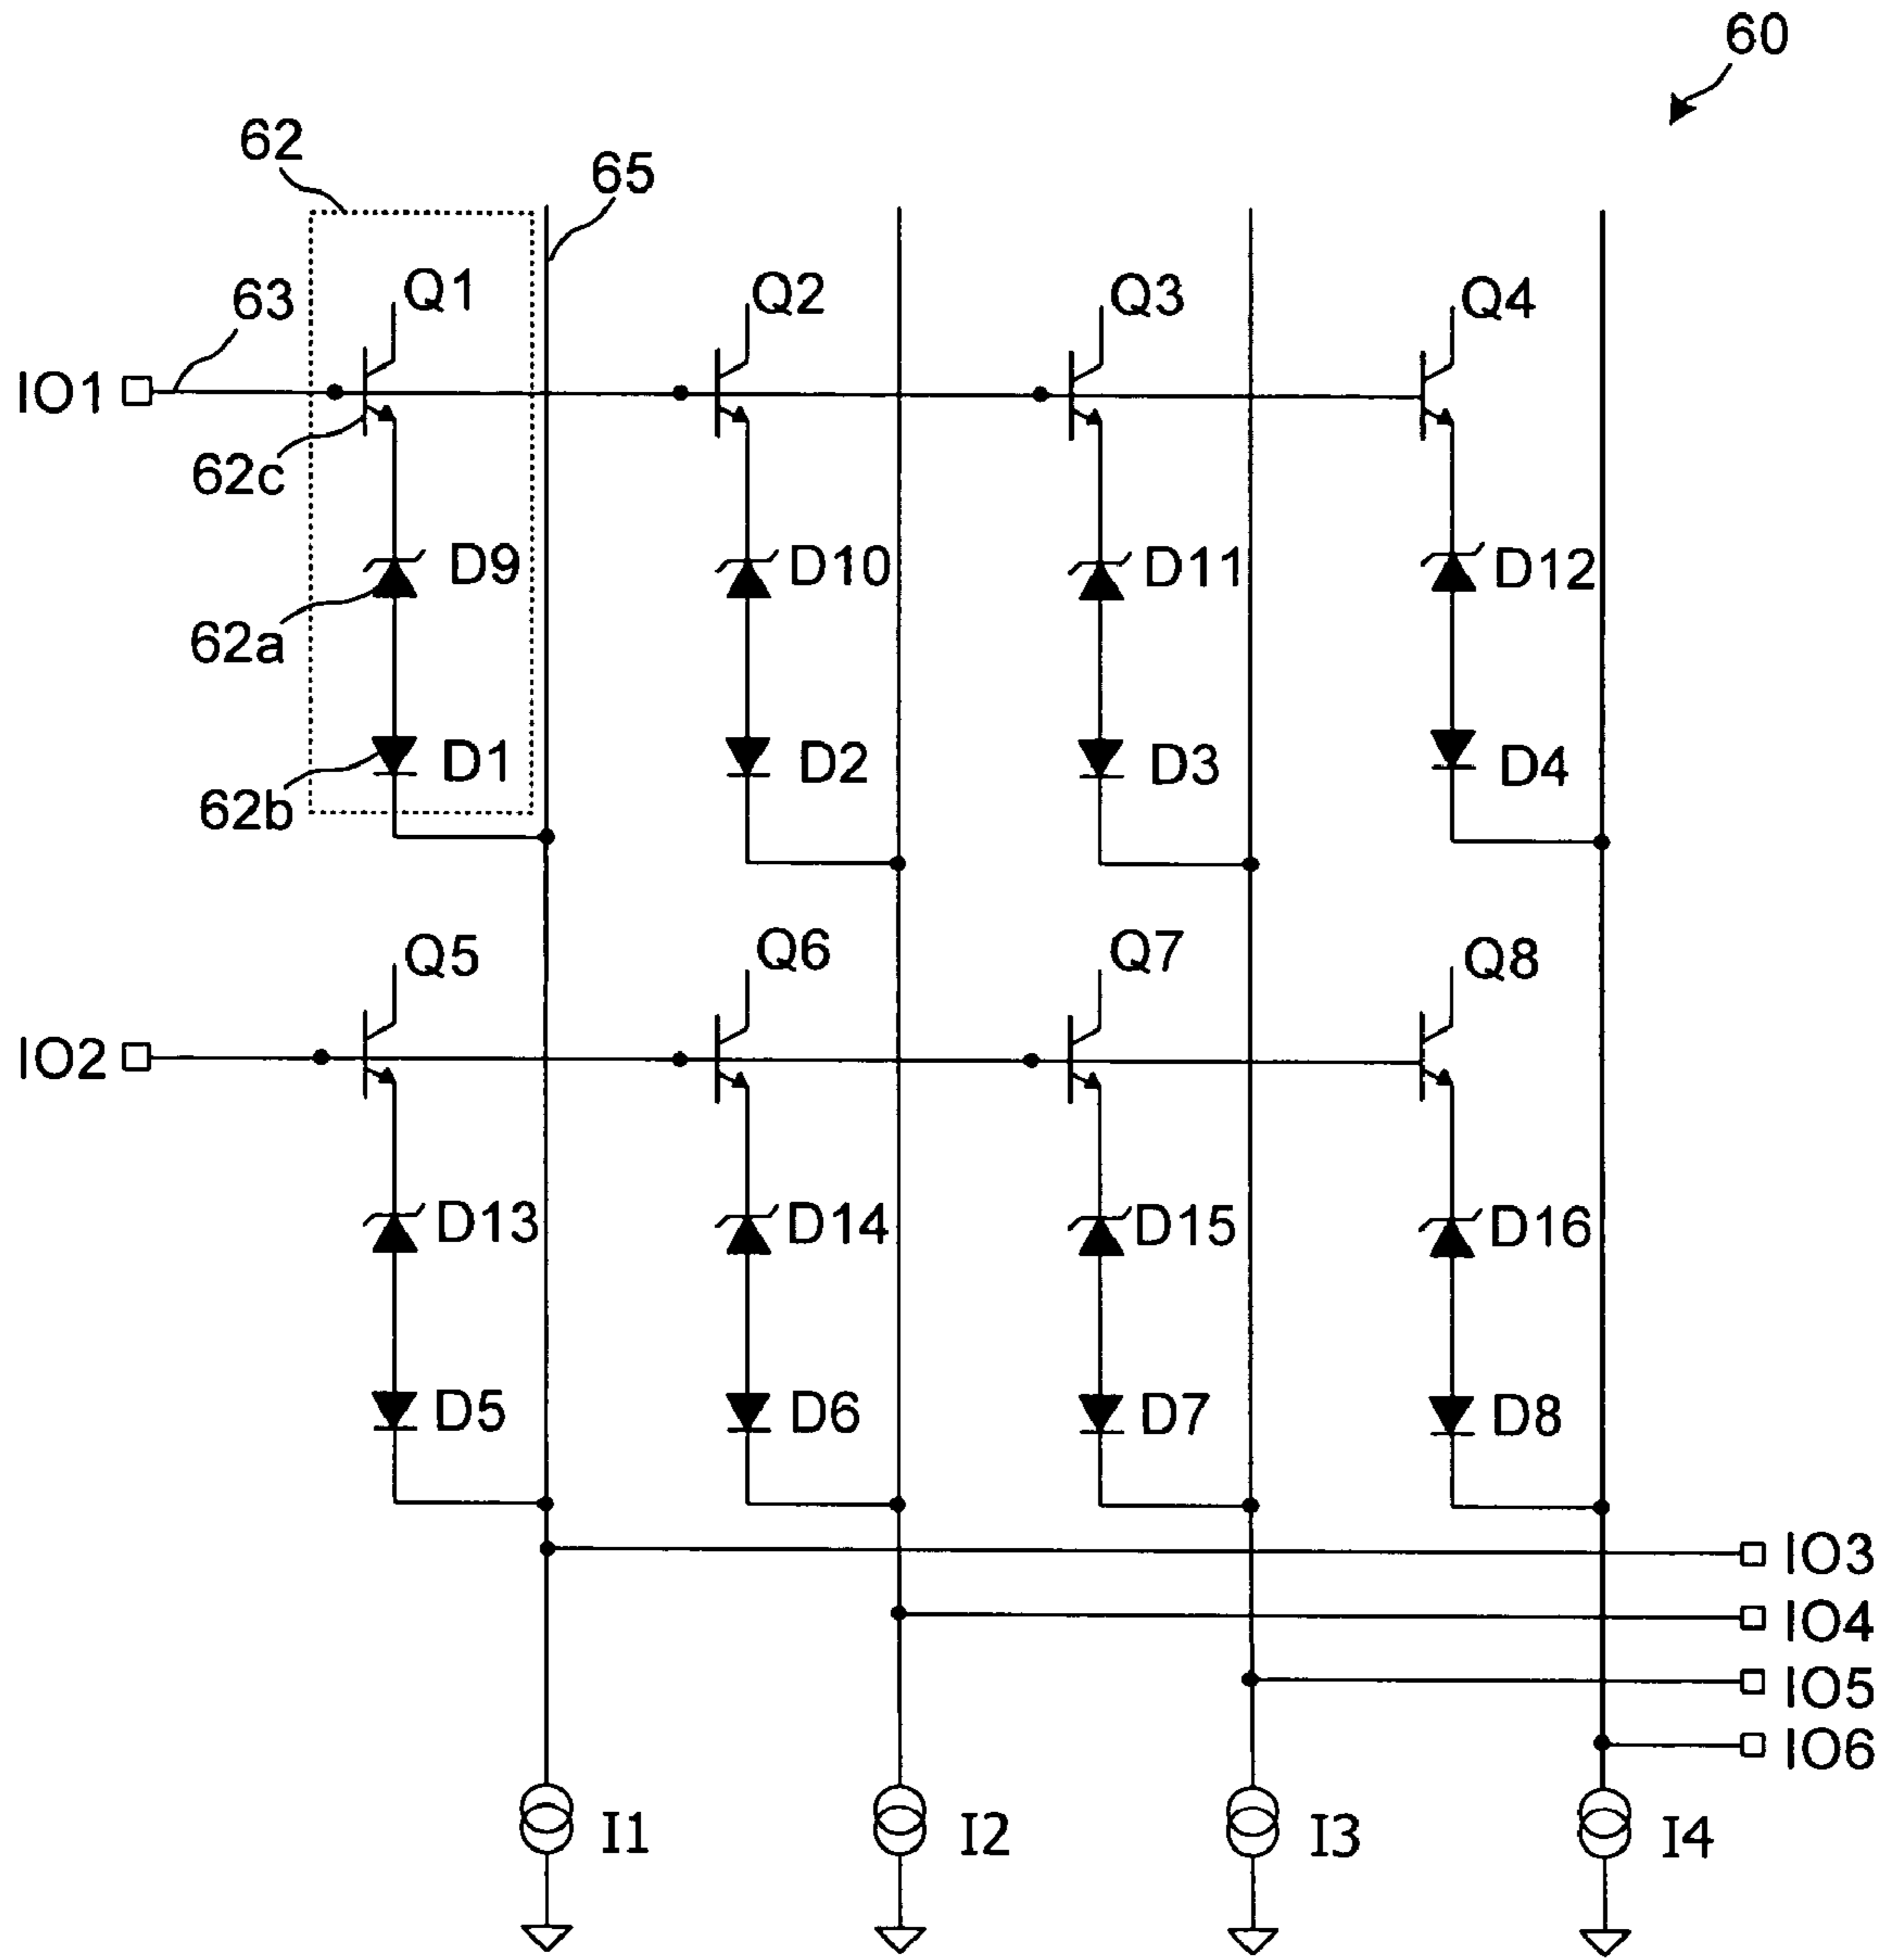 60
62
65
Q1
Q2
Q3
Q4
63
IO1
62c
D9
D10
D11
D12
62a
D1
D2
D3
D4
62b
Q5
Q6
Q7
Q8
IO2
D13
D14
D15
D16
D5
D6
D7
D8
IO3
IO4
IO5
IO6
I1
I2
I3
I4